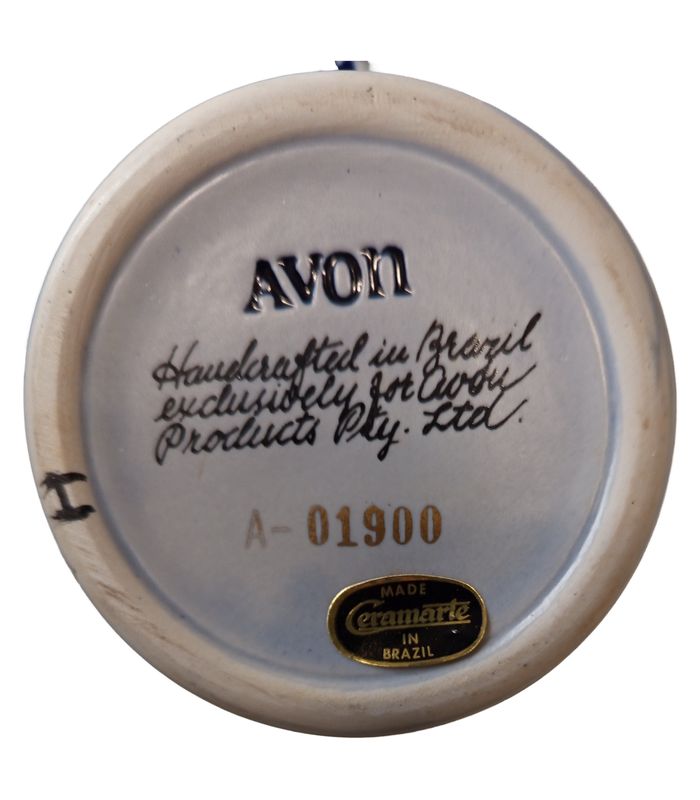 AVON
Handcrafted in Brazil
exclusively for Avon
Products Pty. Ltd.
A-01900
MADE
Ceramarte
IN
BRAZIL
H